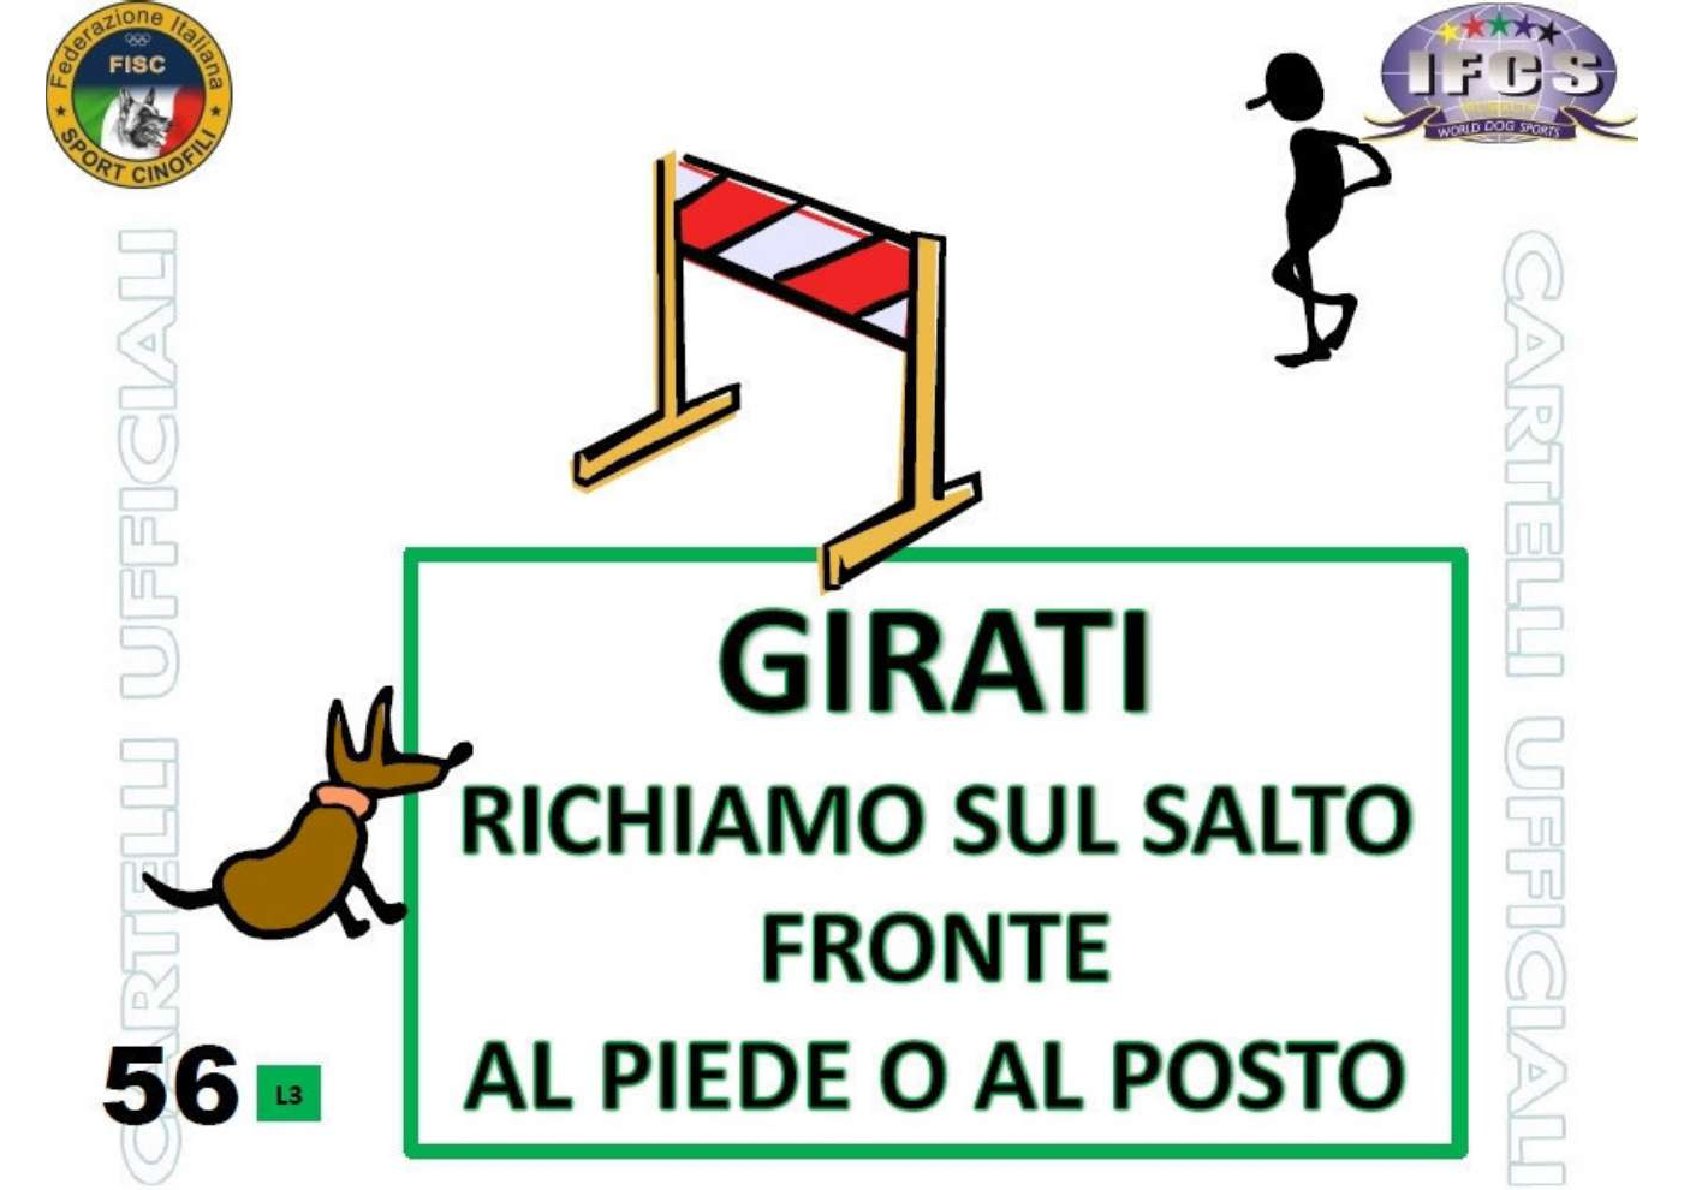 Federazione Italiana
FISC
SPORT CINOFILI
IFCS
WORLD DOG SPORTS
CARTELLI UFFICIALI
CARTELLI UFFICIALI
GIRATI
RICHIAMO SUL SALTO
FRONTE
AL PIEDE O AL POSTO
56
L3